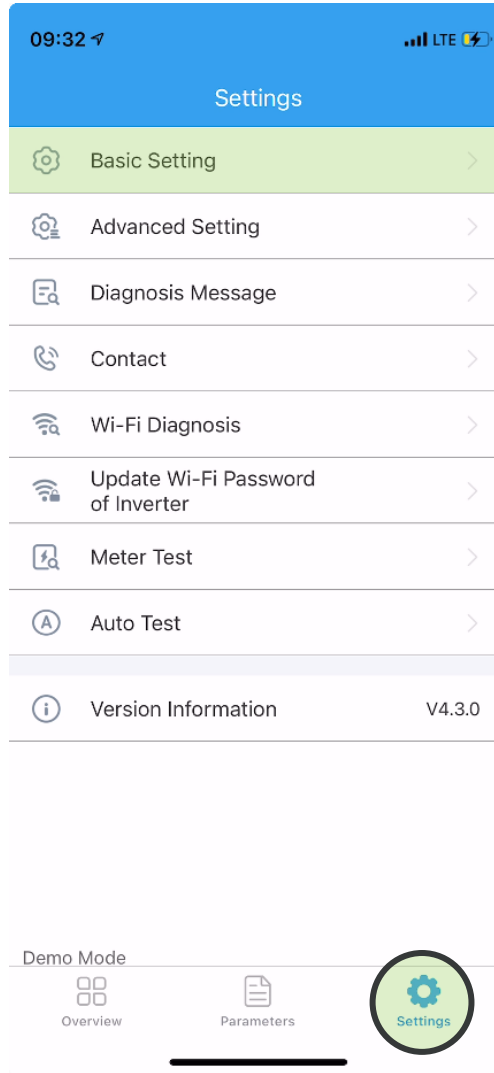 09:32 LTE
Settings
Basic Setting
Advanced Setting
Diagnosis Message
Contact
Wi-Fi Diagnosis
Update Wi-Fi Password
of Inverter
Meter Test
A Auto Test
Version Information V4.3.0
Demo Mode
Overview Parameters Settings